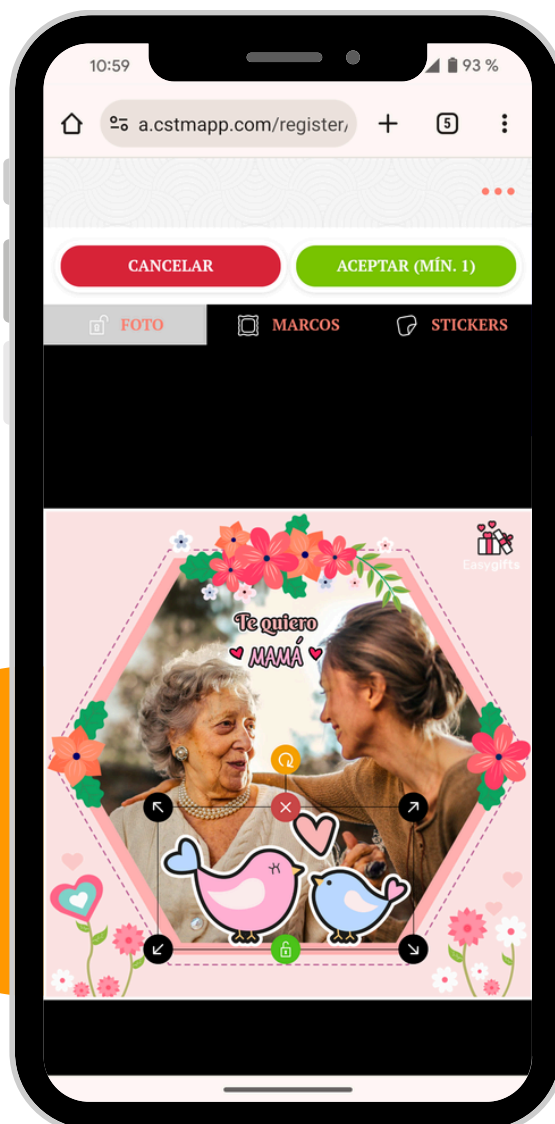 10:59
93 %
a.cstmapp.com/register/
5
CANCELAR
ACEPTAR (MÍN. 1)
FOTO
MARCOS
STICKERS
Easygifts
Te quiero
MAMÁ